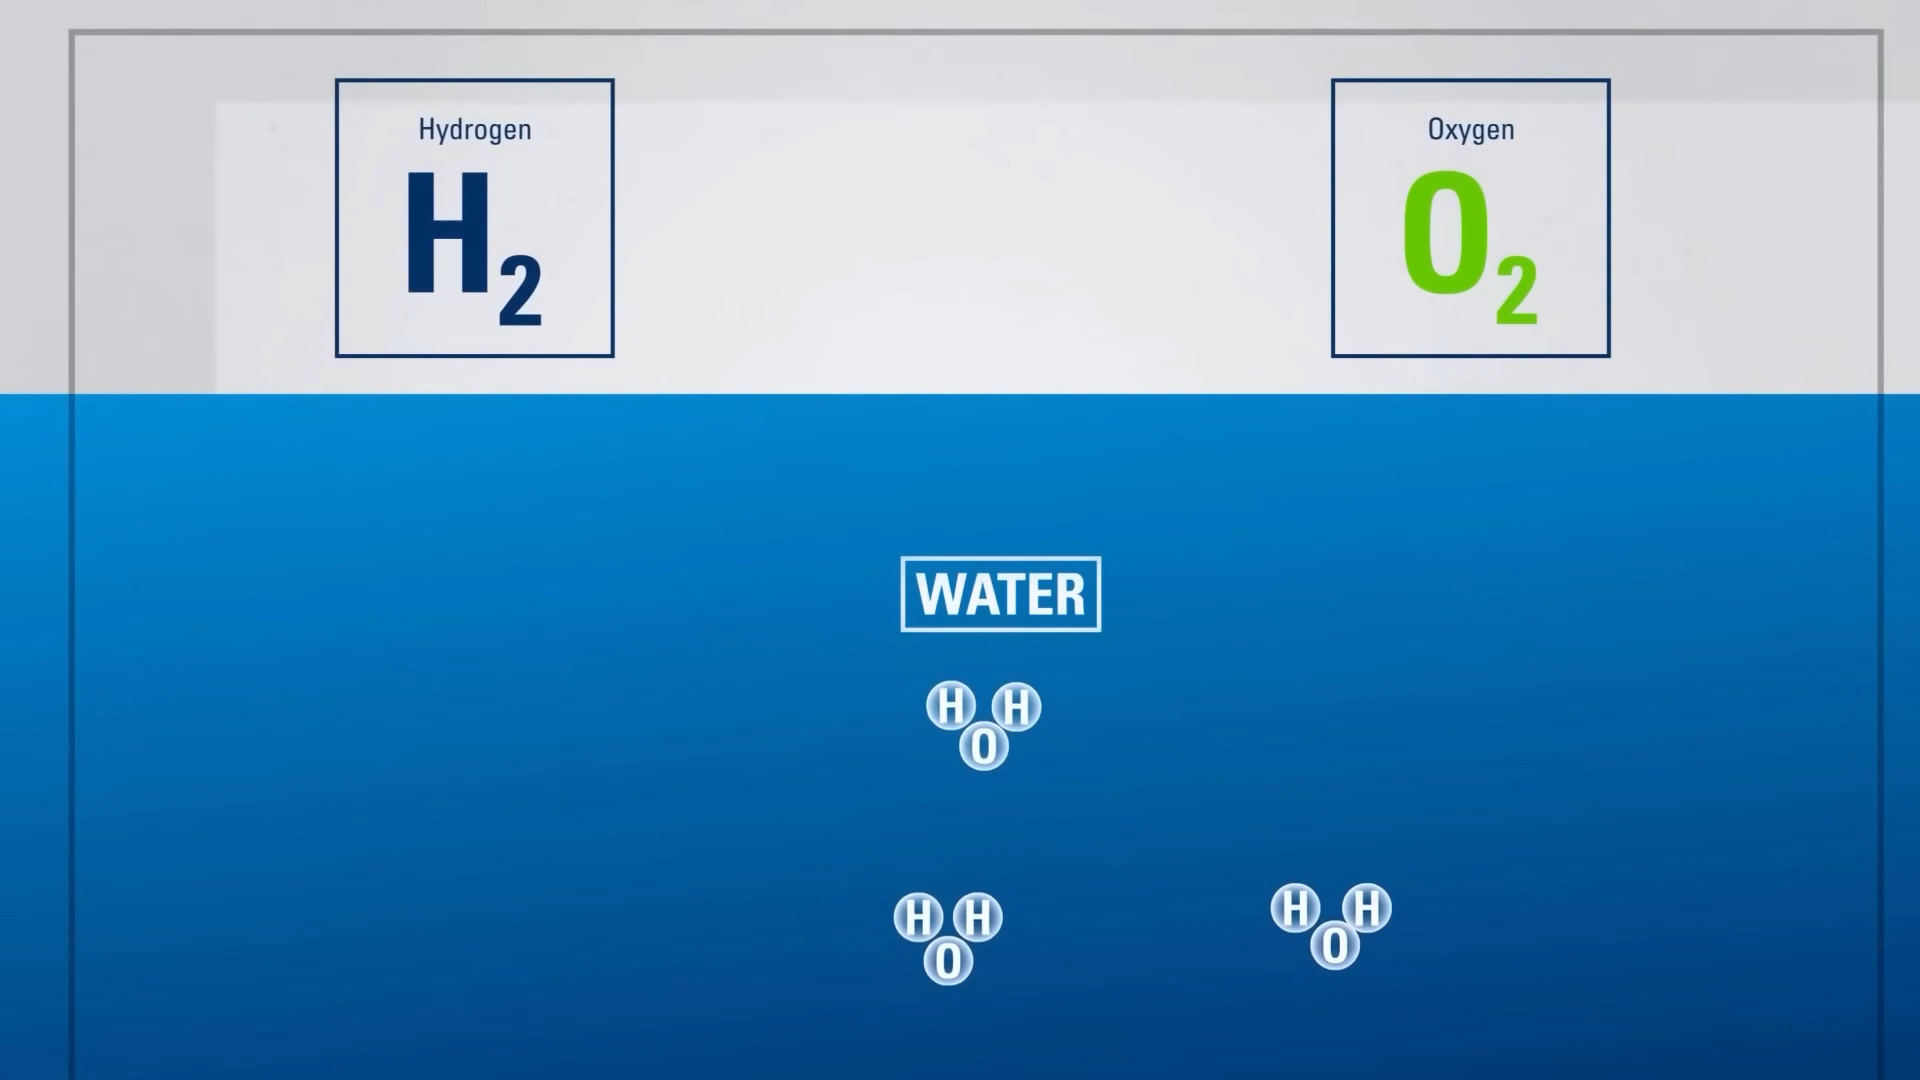 Hydrogen
H2
Oxygen
O2
WATER
H H
O
H H
O
H H
O